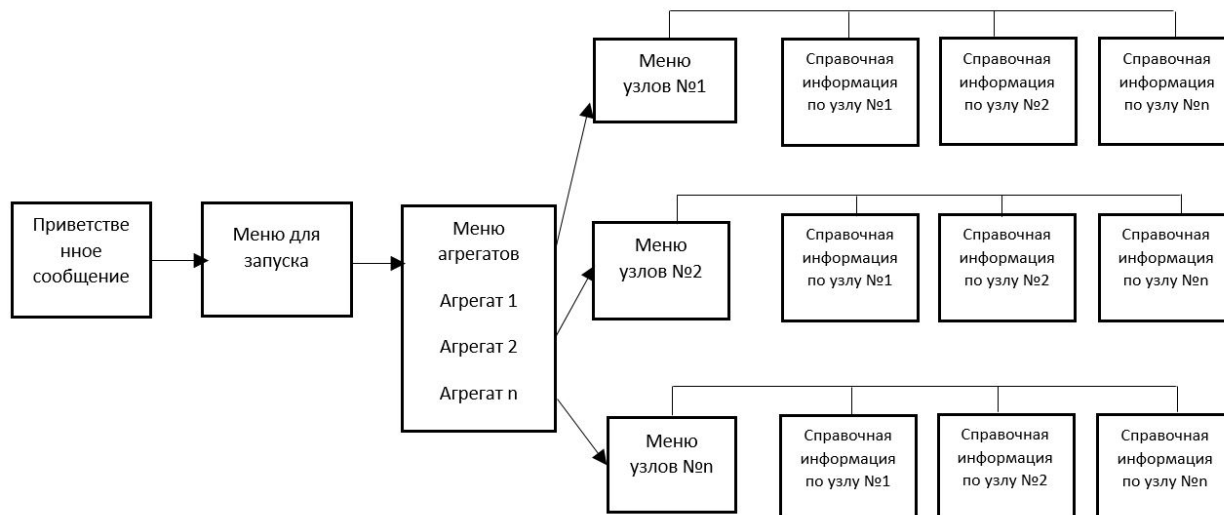 Приветстве
нное
сообщение
Меню для
запуска
Меню
агрегатов
Агрегат 1
Агрегат 2
Агрегат n
Меню
узлов №1
Справочная
информация
по узлу №1
Справочная
информация
по узлу №2
Справочная
информация
по узлу №n
Меню
узлов №2
Справочная
информация
по узлу №1
Справочная
информация
по узлу №2
Справочная
информация
по узлу №n
Меню
узлов №n
Справочная
информация
по узлу №1
Справочная
информация
по узлу №2
Справочная
информация
по узлу №n